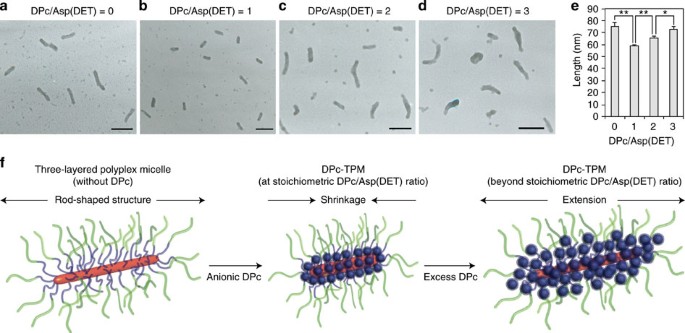 a DPc/Asp(DET) = 0
b DPc/Asp(DET) = 1
c DPc/Asp(DET) = 2
d DPc/Asp(DET) = 3
e
Length (nm)
90
80
70
60
50
40
30
20
10
0
** ** *
0 1 2 3
DPc/Asp(DET)
f
Three-layered polyplex micelle
(without DPc)
Rod-shaped structure
Anionic DPc
DPc-TPM
(at stoichiometric DPc/Asp(DET) ratio)
Shrinkage
Excess DPc
DPc-TPM
(beyond stoichiometric DPc/Asp(DET) ratio)
Extension